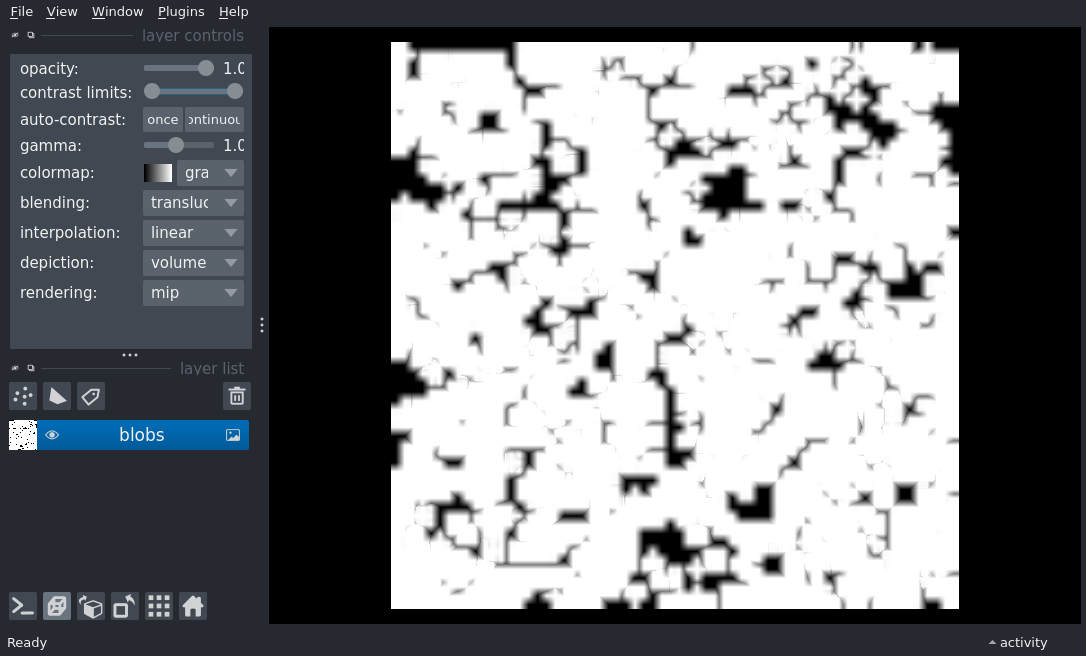 File View Window Plugins Help
layer controls
opacity: 1.0
contrast limits:
auto-contrast: once ontinuou
gamma: 1.0
colormap: gra
blending: transluc
interpolation: linear
depiction: volume
rendering: mip
layer list
blobs
Ready activity